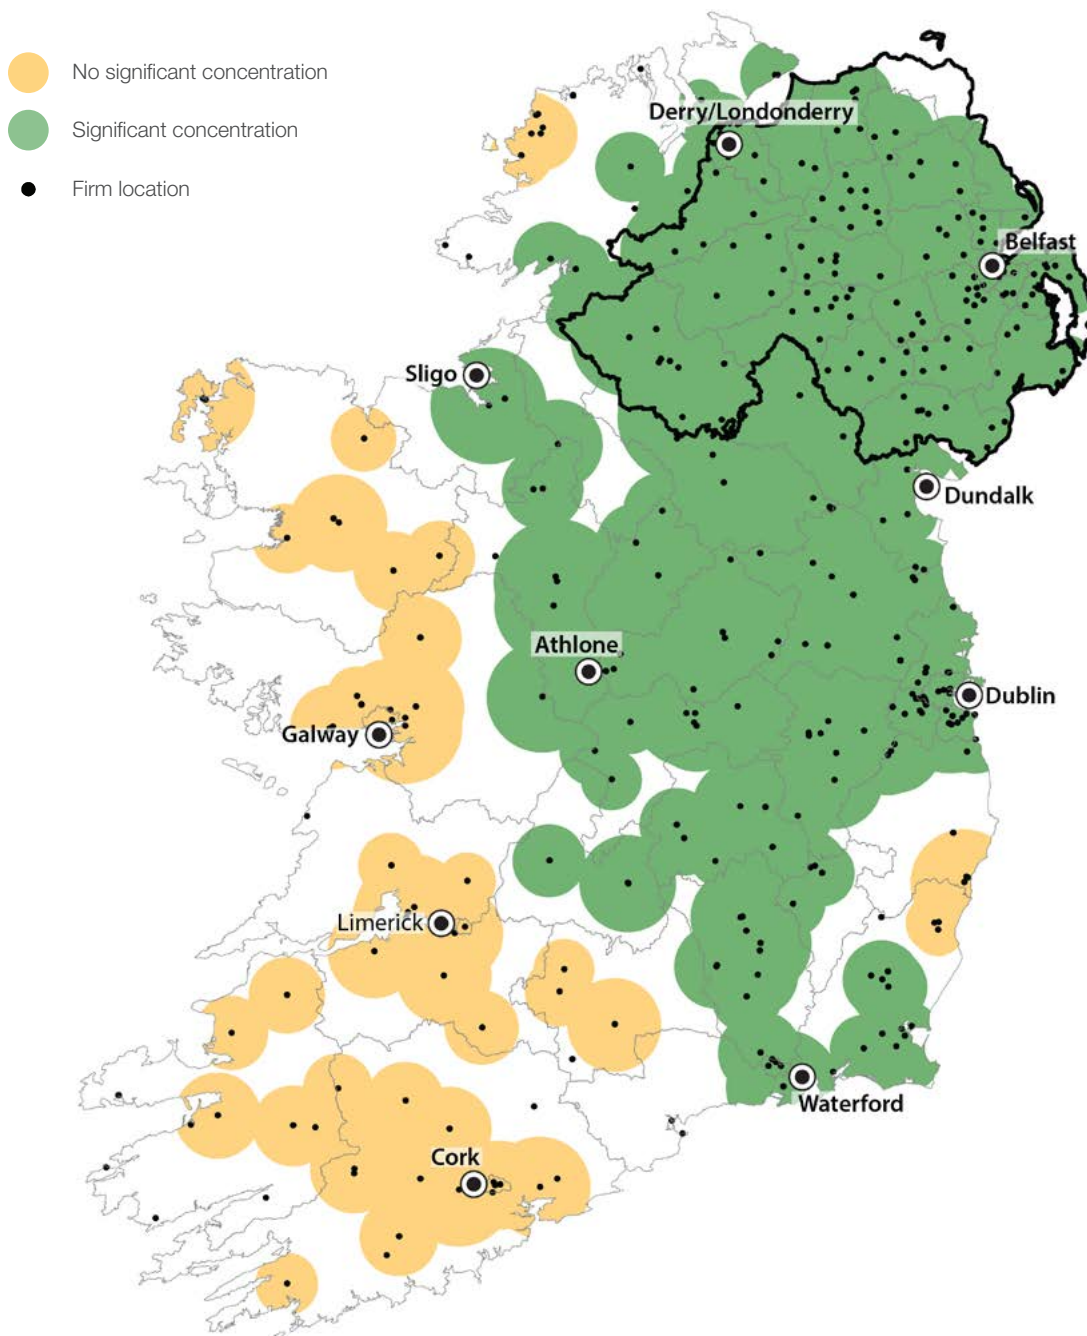 No significant concentration
Significant concentration
Firm location
Derry/Londonderry
Belfast
Sligo
Dundalk
Athlone
Dublin
Galway
Limerick
Waterford
Cork